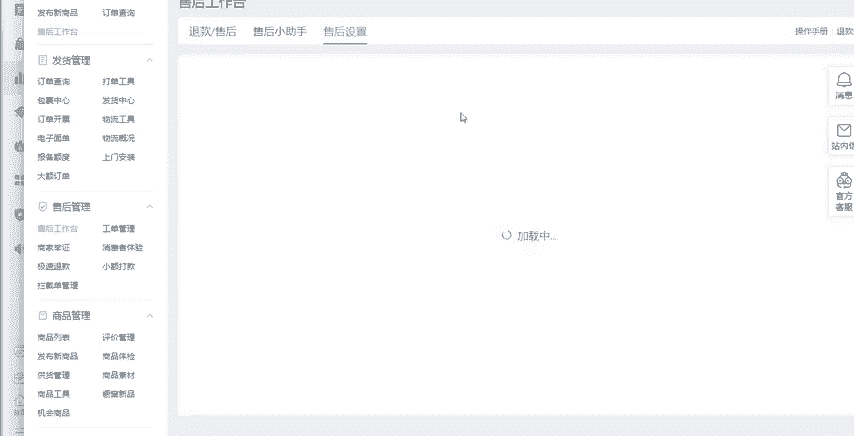 售后工作台
发布新商品 订单查询
售后工作台
发货管理
订单查询 打单工具
包裹中心 发货中心
订单开票 物流工具
电子面单 物流概况
报备额度 上门安装
大额订单
售后管理
售后工作台 工单管理
商家举证 消费者体验
极速退款 小额打款
拦截单管理
商品管理
商品列表 评价管理
发布新商品 商品体检
供货管理 商品素材
商品工具
机会商品
退款/售后 售后小助手 售后设置
操作手册 退款
加载中...
消息
站内信
官方
客服